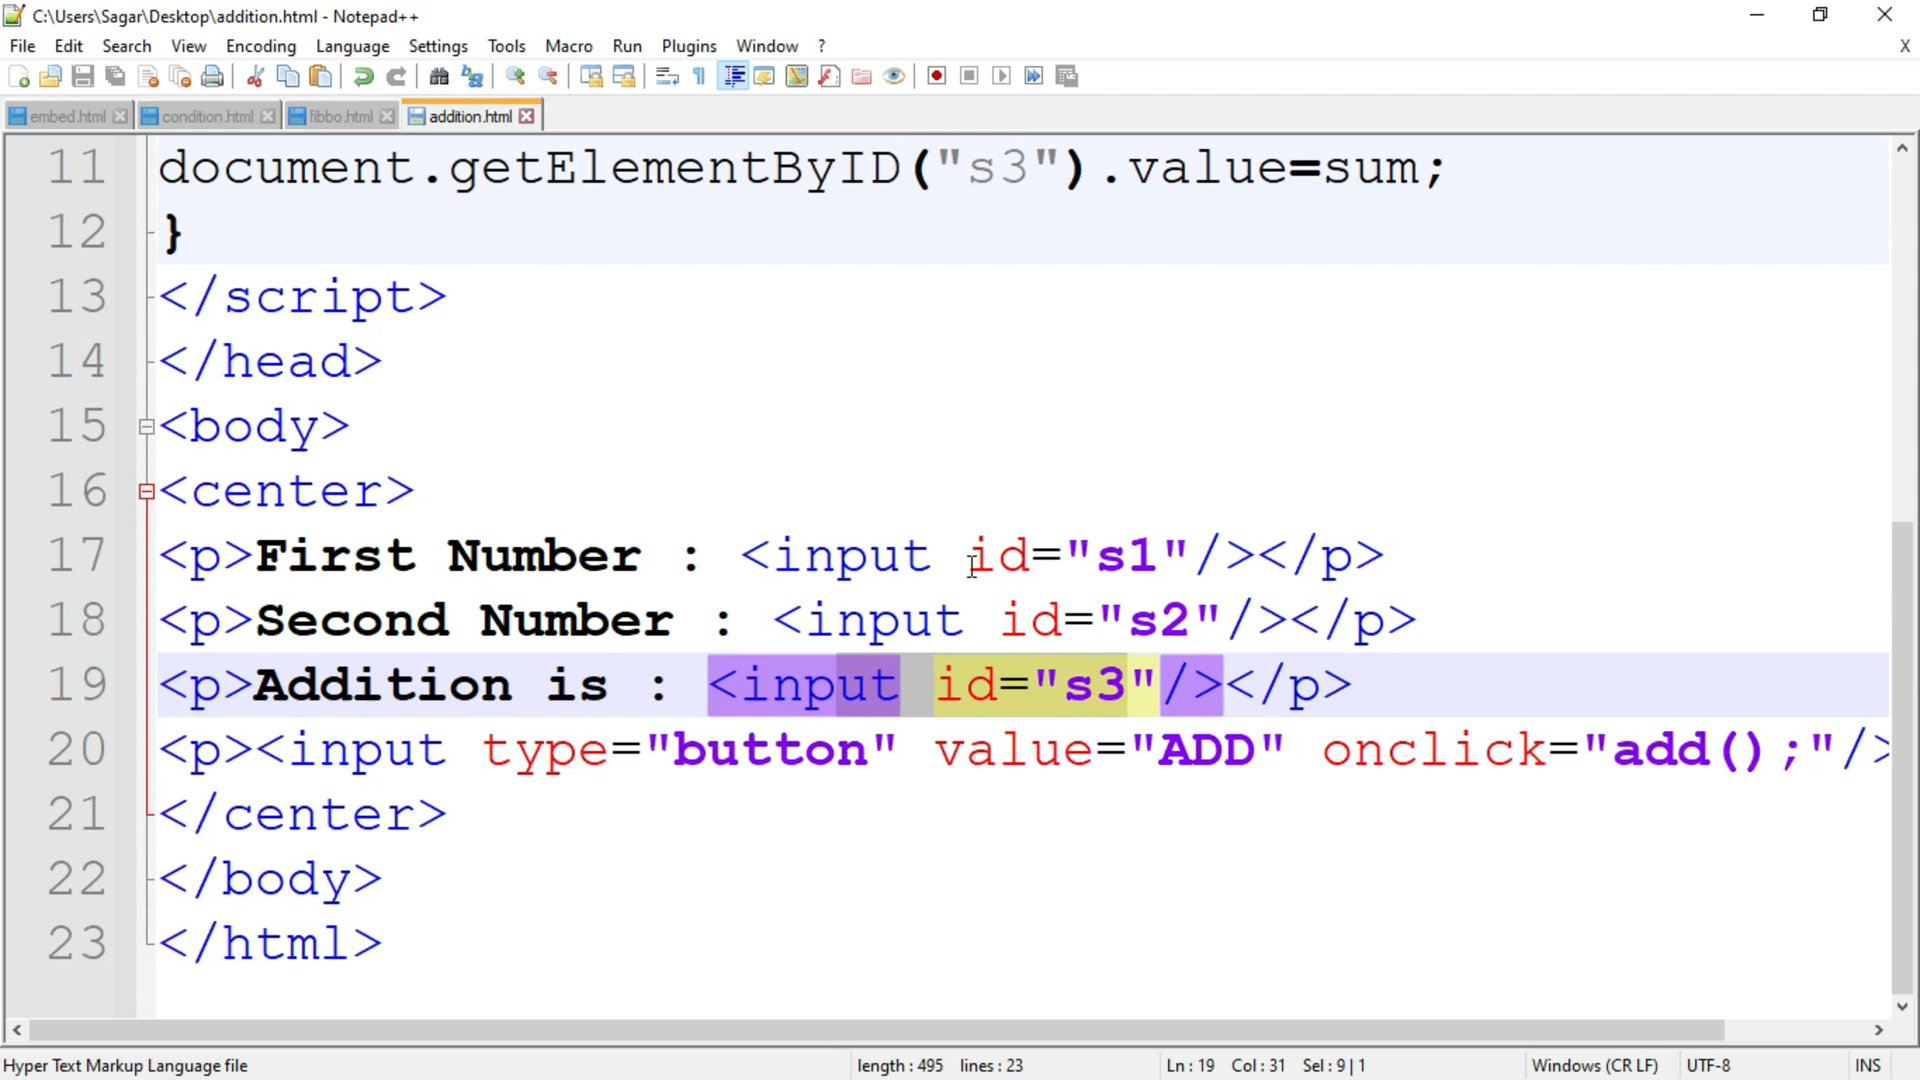 C:\Users\Sagar\Desktop\addition.html - Notepad++
File Edit Search View Encoding Language Settings Tools Macro Run Plugins Window ? X
embed.html condition.html fibbo.html addition.html
11 document.getElementByID("s3").value=sum;
12 }
13 </script>
14 </head>
15 <body>
16 <center>
17 <p>First Number : <input id="s1"/></p>
18 <p>Second Number : <input id="s2"/></p>
19 <p>Addition is : <input id="s3"/></p>
20 <p><input type="button" value="ADD" onclick="add();"/>
21 </center>
22 </body>
23 </html>
Hyper Text Markup Language file length : 495 lines : 23 Ln : 19 Col : 31 Sel : 9 | 1 Windows (CR LF) UTF-8 INS